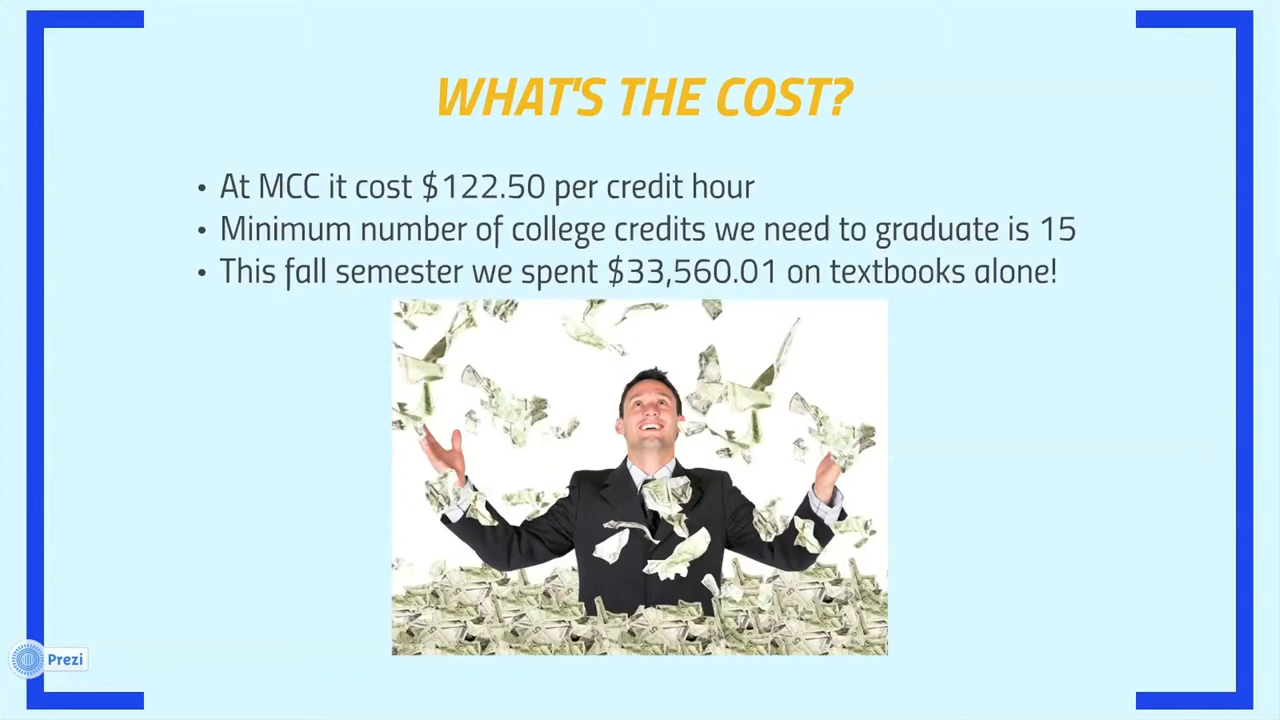 WHAT'S THE COST?
• At MCC it cost $122.50 per credit hour
• Minimum number of college credits we need to graduate is 15
• This fall semester we spent $33,560.01 on textbooks alone!
Prezi